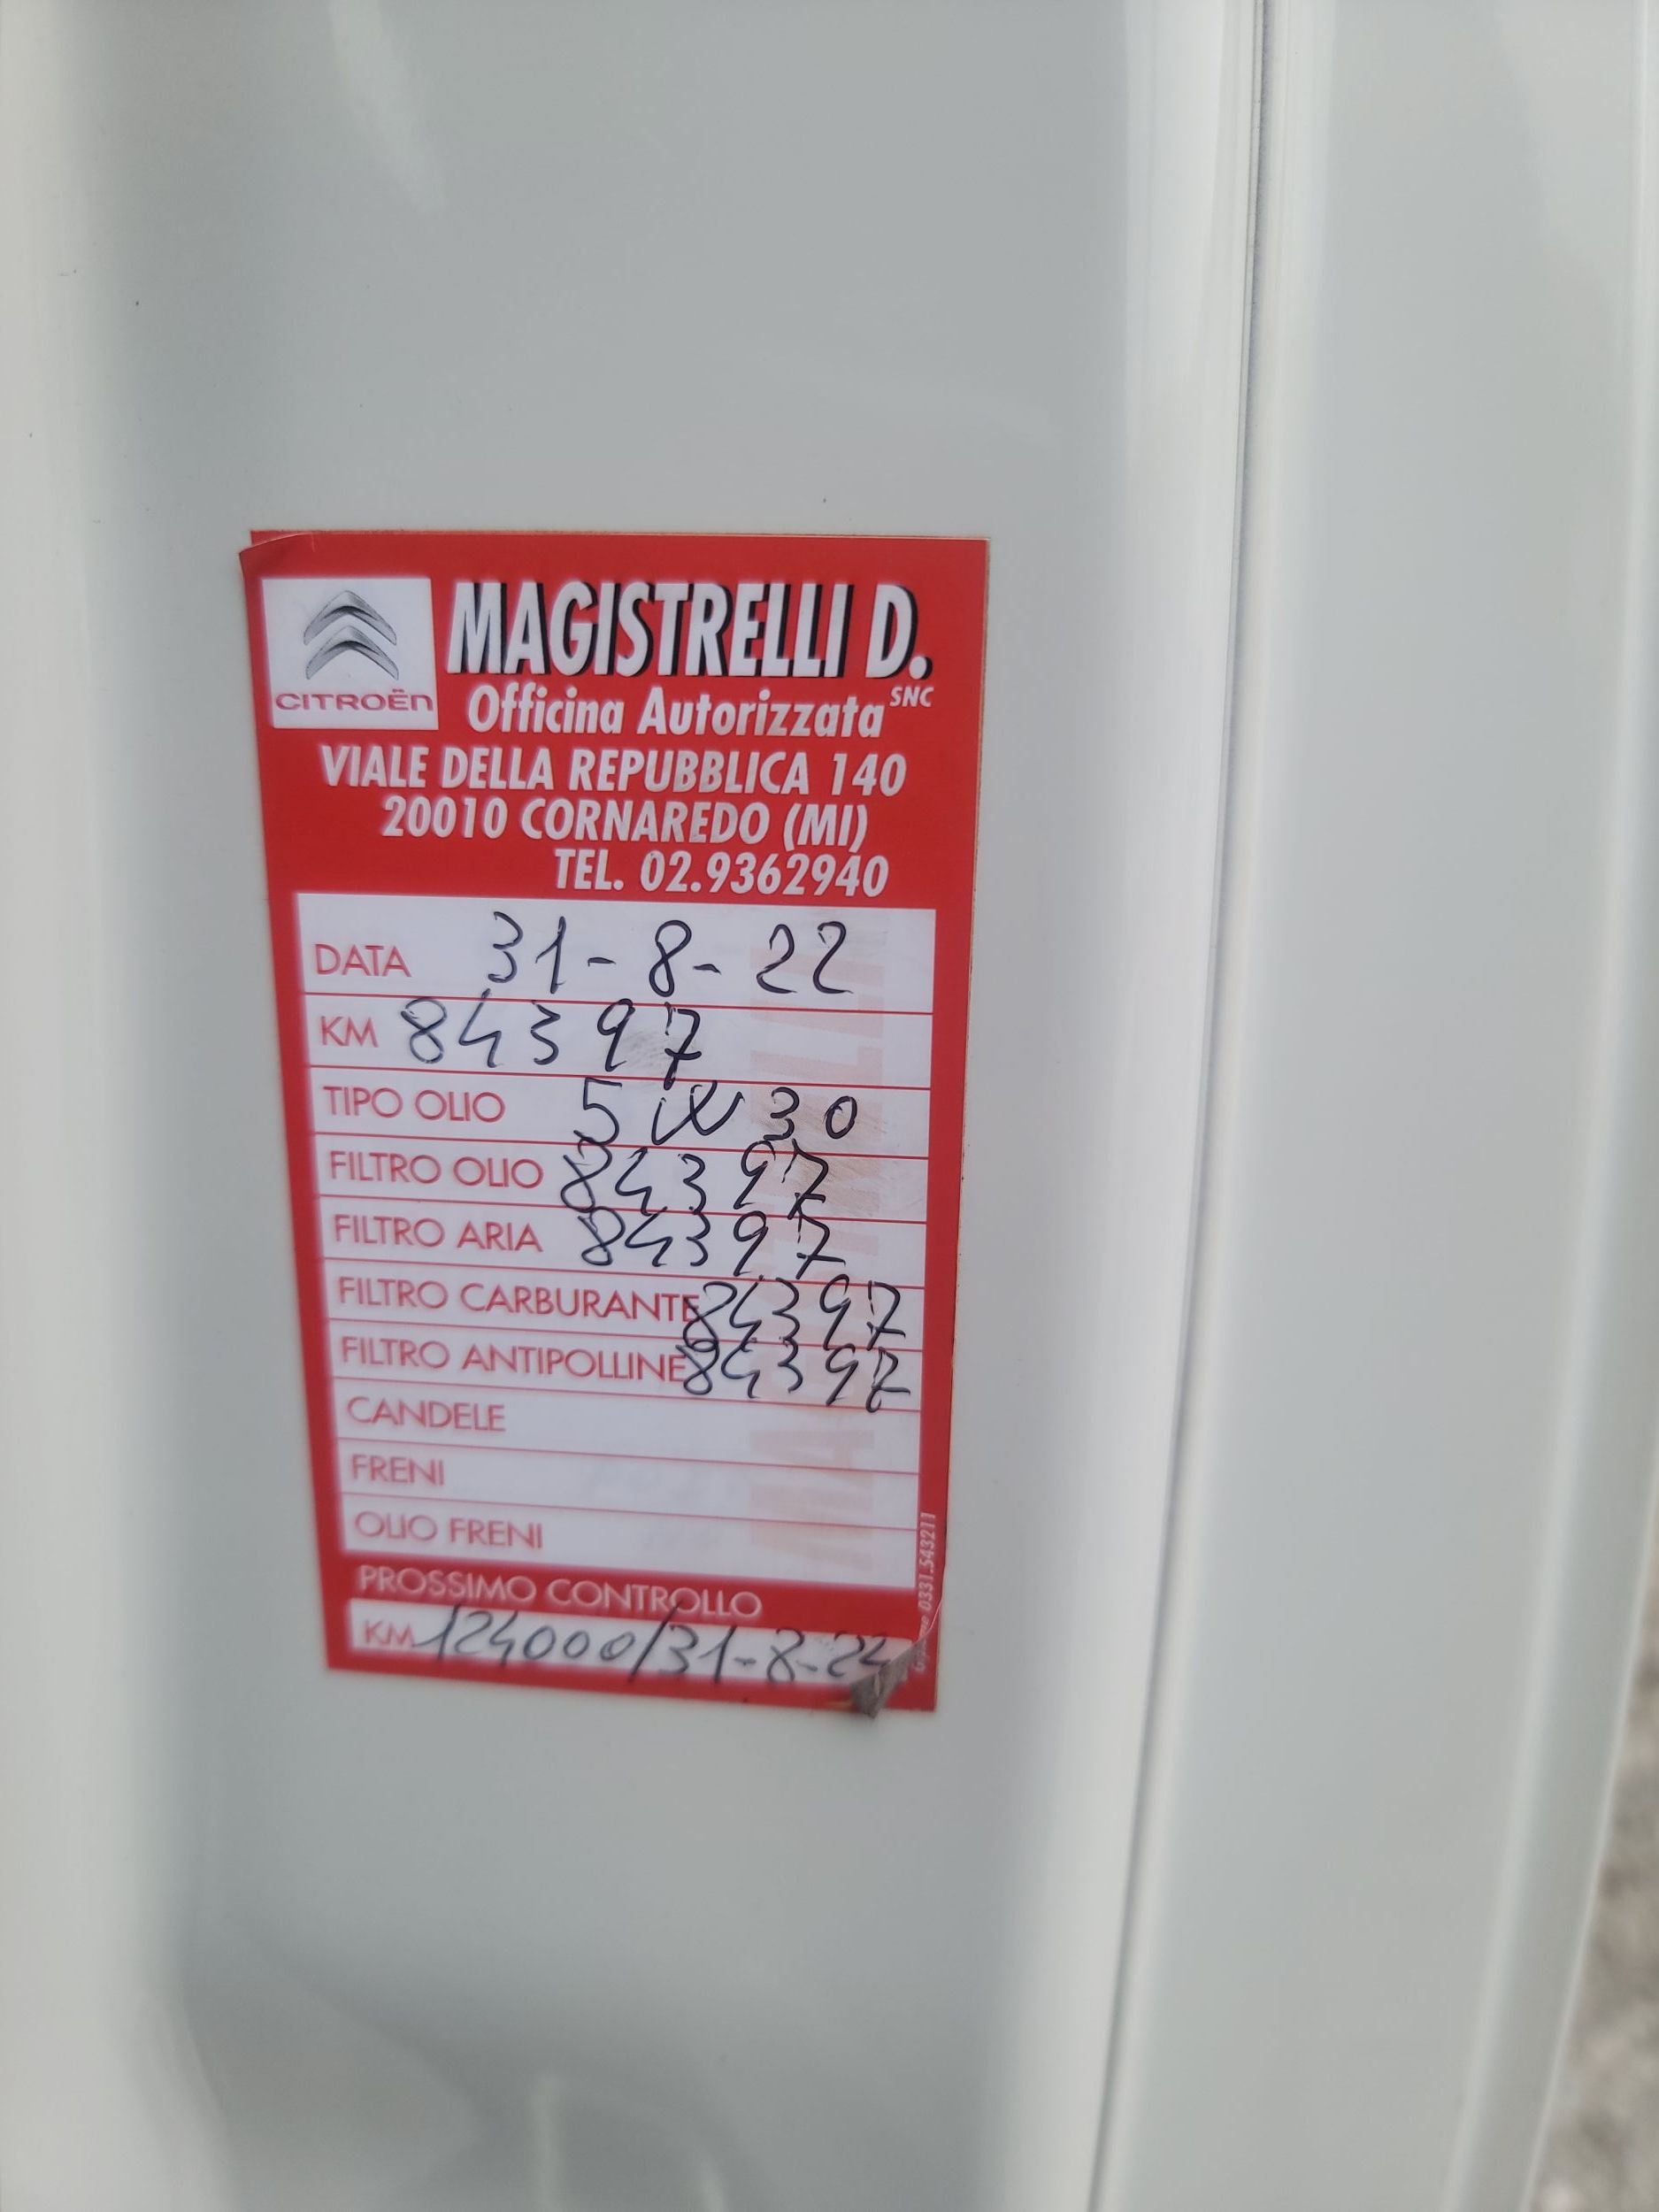 CITROËN
MAGISTRELLI D.
Officina Autorizzata SNC
VIALE DELLA REPUBBLICA 140
20010 CORNAREDO (MI)
TEL. 02.9362940
DATA 31-8-22
KM 84397
TIPO OLIO 5W30
FILTRO OLIO 84397
FILTRO ARIA 84397
FILTRO CARBURANTE 84397
FILTRO ANTIPOLLINE 84397
CANDELE
FRENI
OLIO FRENI
PROSSIMO CONTROLLO
KM 124000/31-8-24
0331.543211